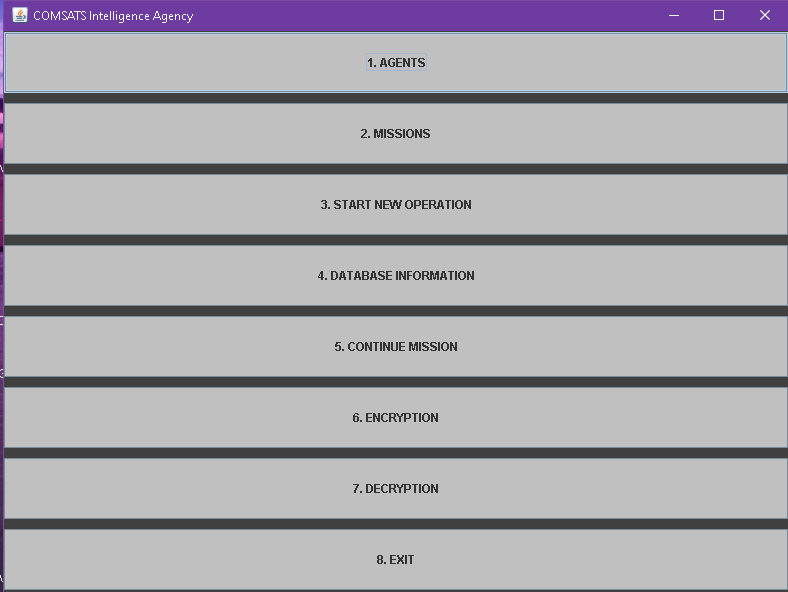 COMSATS Intelligence Agency
1. AGENTS
2. MISSIONS
3. START NEW OPERATION
4. DATABASE INFORMATION
5. CONTINUE MISSION
6. ENCRYPTION
7. DECRYPTION
8. EXIT